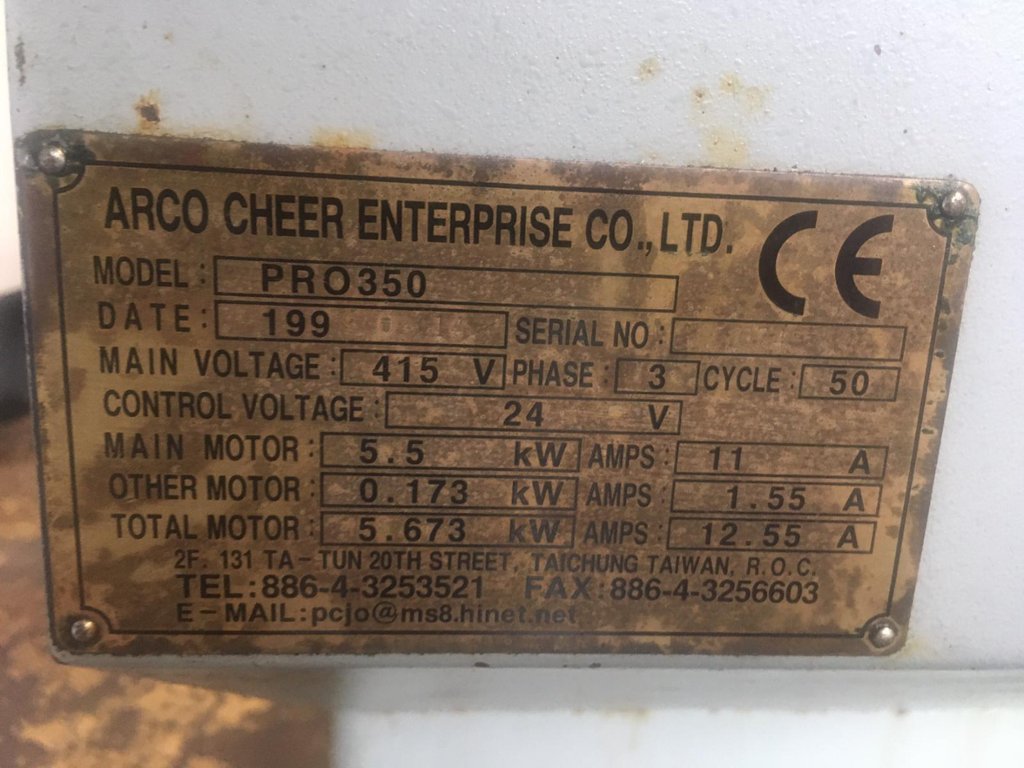 ARCO CHEER ENTERPRISE CO., LTD. CE
MODEL : PRO350
DATE : 199 SERIAL NO :
MAIN VOLTAGE : 415 V PHASE : 3 CYCLE : 50
CONTROL VOLTAGE : 24 V
MAIN MOTOR : 5.5 kW AMPS : 11 A
OTHER MOTOR : 0.173 kW AMPS : 1.55 A
TOTAL MOTOR : 5.673 kW AMPS : 12.55 A
2F. 131 TA-TUN 20TH STREET, TAICHUNG TAIWAN, R.O.C.
TEL:886-4-3253521 FAX:886-4-3256603
E-MAIL:pcjo@ms8.hinet.net